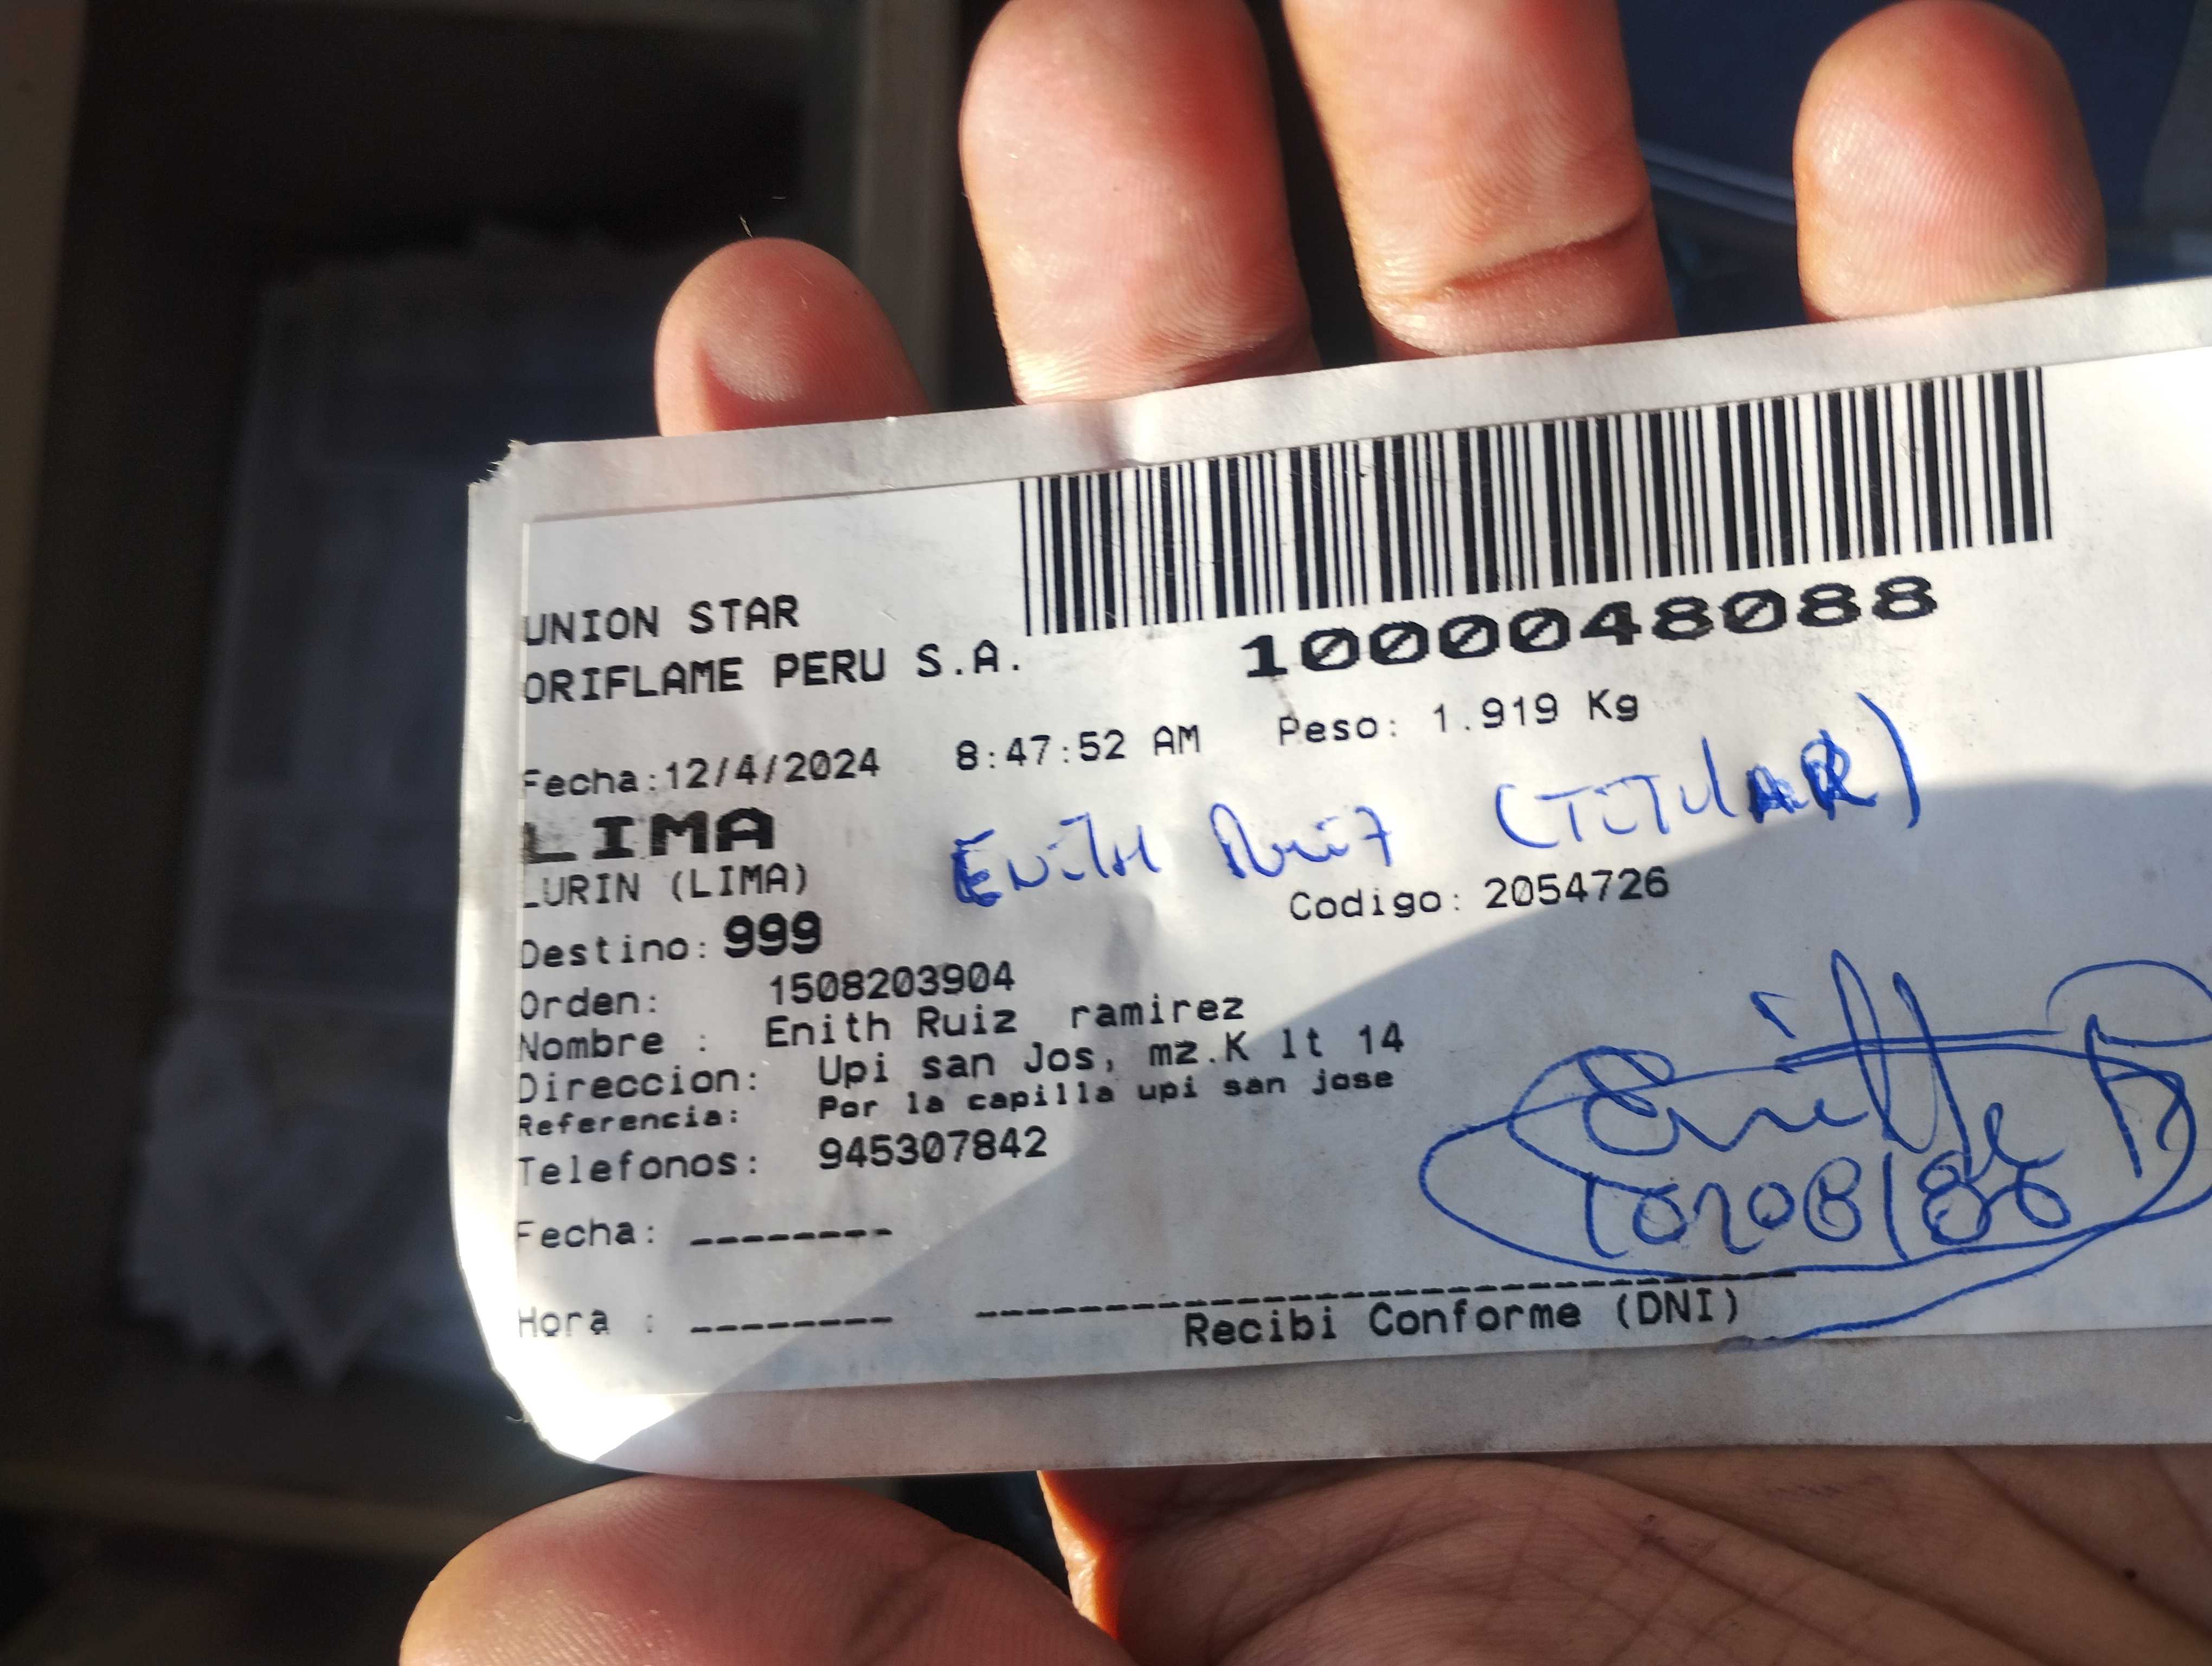 1000048088
UNION STAR
ORIFLAME PERU S.A.
Fecha:12/4/2024 8:47:52 AM Peso: 1.919 Kg
LIMA
Enith Ruiz (TITULAR)
LURIN (LIMA)
Codigo: 2054726
Destino: 999
Orden: 1508203904
Nombre : Enith Ruiz ramirez
Direccion: Upi san Jos, mz.K lt 14
Referencia: Por la capilla upi san jose
Telefonos: 945307842
Fecha: --------
Hora : --------
Recibi Conforme (DNI)